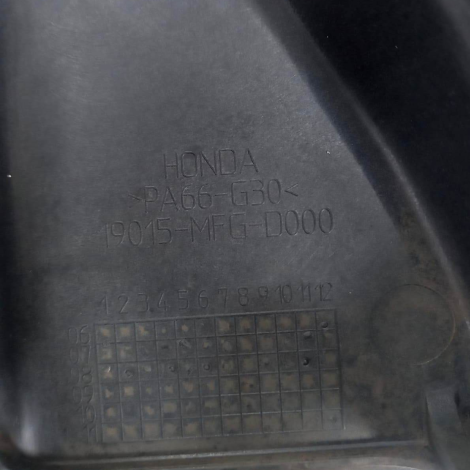 HONDA
>PA66-G30<
19015-MFG-D000
1 2 3 4 5 6 7 8 9 10 11 12